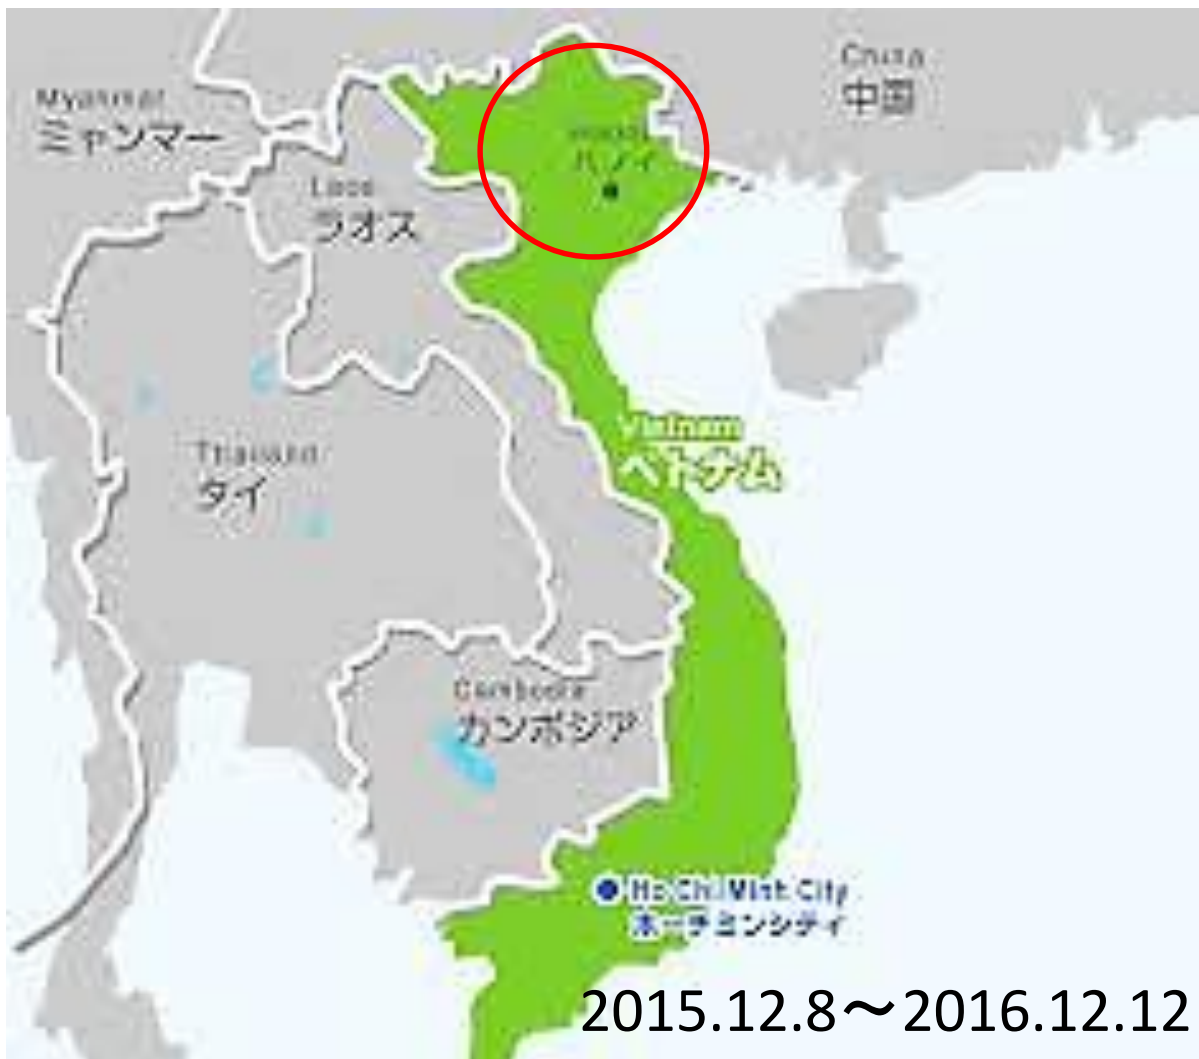 China
中国
Myanmar
ミャンマー
ハノイ
Laos
ラオス
Vietnam
ベトナム
Thailand
タイ
Cambodia
カンボジア
Ho Chi Minh City
ホーチミンシティ
2015.12.8～2016.12.12